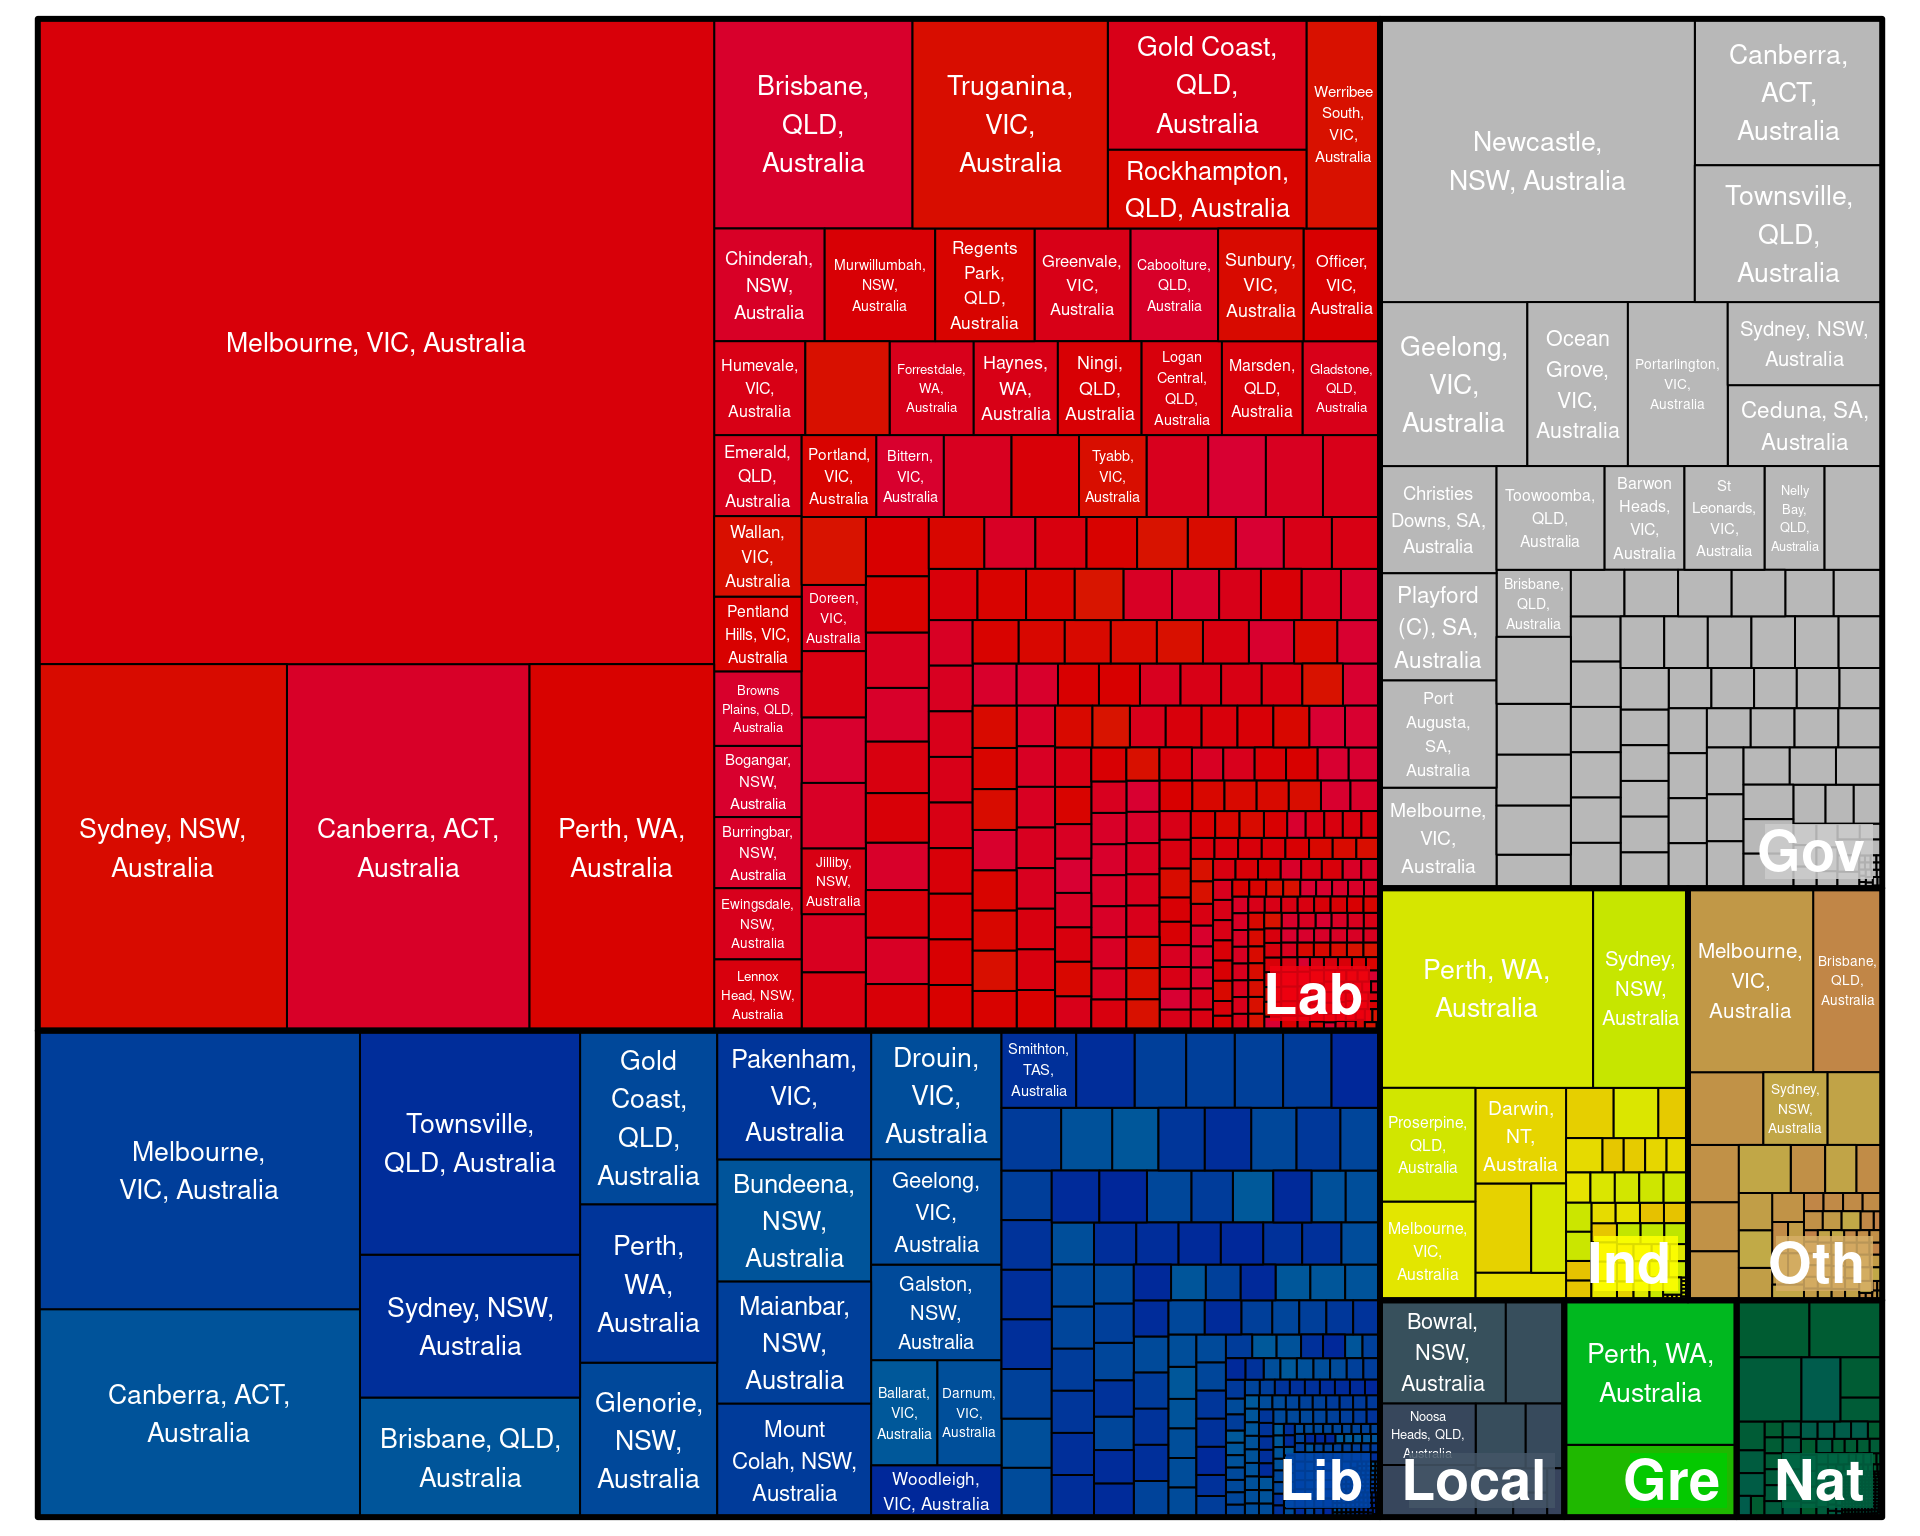 Melbourne, VIC, Australia
Sydney, NSW,
Australia
Canberra, ACT,
Australia
Perth, WA,
Australia
Brisbane,
QLD,
Australia
Truganina,
VIC,
Australia
Gold Coast,
QLD,
Australia
Rockhampton,
QLD, Australia
Werribee
South,
VIC,
Australia
Chinderah,
NSW,
Australia
Murwillumbah,
NSW,
Australia
Regents
Park,
QLD,
Australia
Greenvale,
VIC,
Australia
Caboolture,
QLD,
Australia
Sunbury,
VIC,
Australia
Officer,
VIC,
Australia
Humevale,
VIC,
Australia
Forrestdale,
WA,
Australia
Haynes,
WA,
Australia
Ningi,
QLD,
Australia
Logan
Central,
QLD,
Australia
Marsden,
QLD,
Australia
Gladstone,
QLD,
Australia
Emerald,
QLD,
Australia
Portland,
VIC,
Australia
Bittern,
VIC,
Australia
Tyabb,
VIC,
Australia
Wallan,
VIC,
Australia
Pentland
Hills, VIC,
Australia
Doreen,
VIC,
Australia
Browns
Plains, QLD,
Australia
Bogangar,
NSW,
Australia
Burringbar,
NSW,
Australia
Jilliby,
NSW,
Australia
Ewingsdale,
NSW,
Australia
Lennox
Head, NSW,
Australia
Lab
Newcastle,
NSW, Australia
Canberra,
ACT,
Australia
Townsville,
QLD,
Australia
Geelong,
VIC,
Australia
Ocean
Grove,
VIC,
Australia
Portarlington,
VIC,
Australia
Sydney, NSW,
Australia
Ceduna, SA,
Australia
Christies
Downs, SA,
Australia
Toowoomba,
QLD,
Australia
Barwon
Heads,
VIC,
Australia
St
Leonards,
VIC,
Australia
Nelly
Bay,
QLD,
Australia
Playford
(C), SA,
Australia
Brisbane,
QLD,
Australia
Port
Augusta,
SA,
Australia
Melbourne,
VIC,
Australia
Gov
Melbourne,
VIC, Australia
Canberra, ACT,
Australia
Townsville,
QLD, Australia
Sydney, NSW,
Australia
Brisbane, QLD,
Australia
Gold
Coast,
QLD,
Australia
Perth,
WA,
Australia
Glenorie,
NSW,
Australia
Pakenham,
VIC,
Australia
Bundeena,
NSW,
Australia
Maianbar,
NSW,
Australia
Mount
Colah, NSW,
Australia
Drouin,
VIC,
Australia
Geelong,
VIC,
Australia
Galston,
NSW,
Australia
Ballarat,
VIC,
Australia
Darnum,
VIC,
Australia
Woodleigh,
VIC, Australia
Smithton,
TAS,
Australia
Lib
Perth, WA,
Australia
Sydney,
NSW,
Australia
Proserpine,
QLD,
Australia
Darwin,
NT,
Australia
Melbourne,
VIC,
Australia
Ind
Melbourne,
VIC,
Australia
Brisbane,
QLD,
Australia
Sydney,
NSW,
Australia
Oth
Bowral,
NSW,
Australia
Noosa
Heads, QLD,
Australia
Local
Perth, WA,
Australia
Gre
Nat